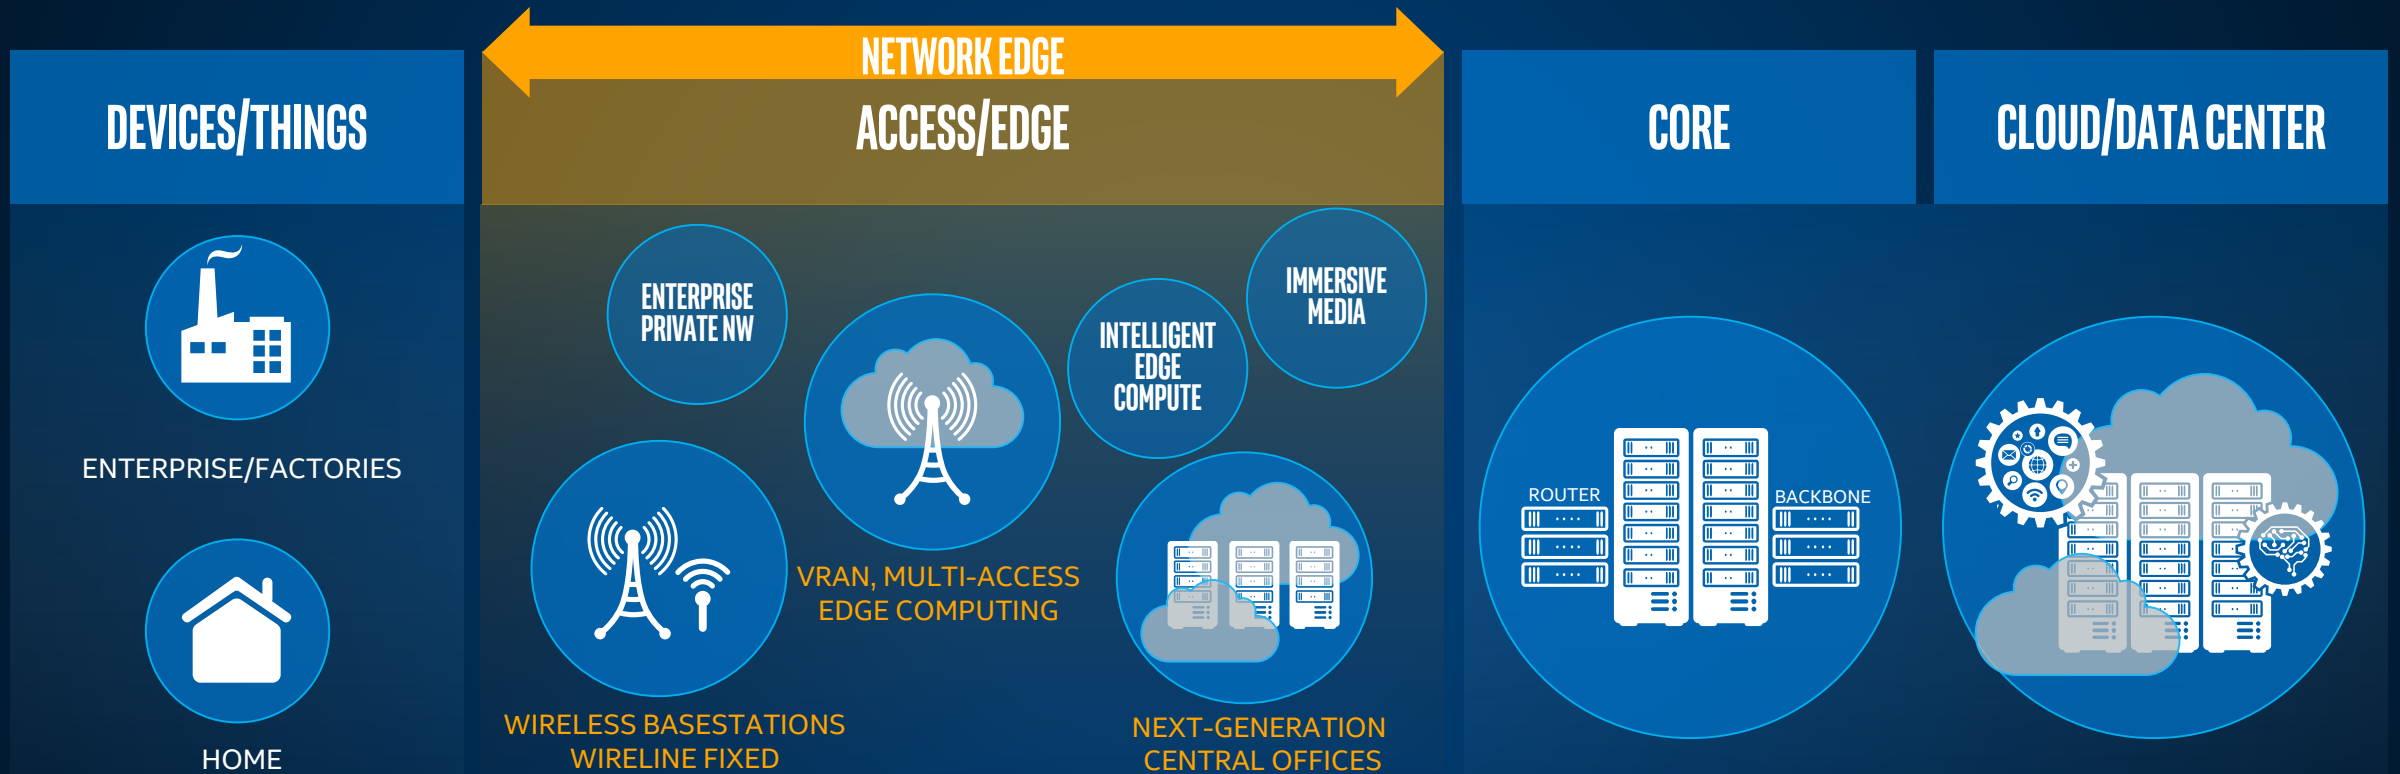 NETWORK EDGE
DEVICES/THINGS
ACCESS/EDGE
CORE
CLOUD/DATA CENTER
ENTERPRISE/FACTORIES
HOME
ENTERPRISE
PRIVATE NW
INTELLIGENT
EDGE
COMPUTE
IMMERSIVE
MEDIA
VRAN, MULTI-ACCESS
EDGE COMPUTING
WIRELESS BASESTATIONS
WIRELINE FIXED
NEXT-GENERATION
CENTRAL OFFICES
ROUTER
BACKBONE